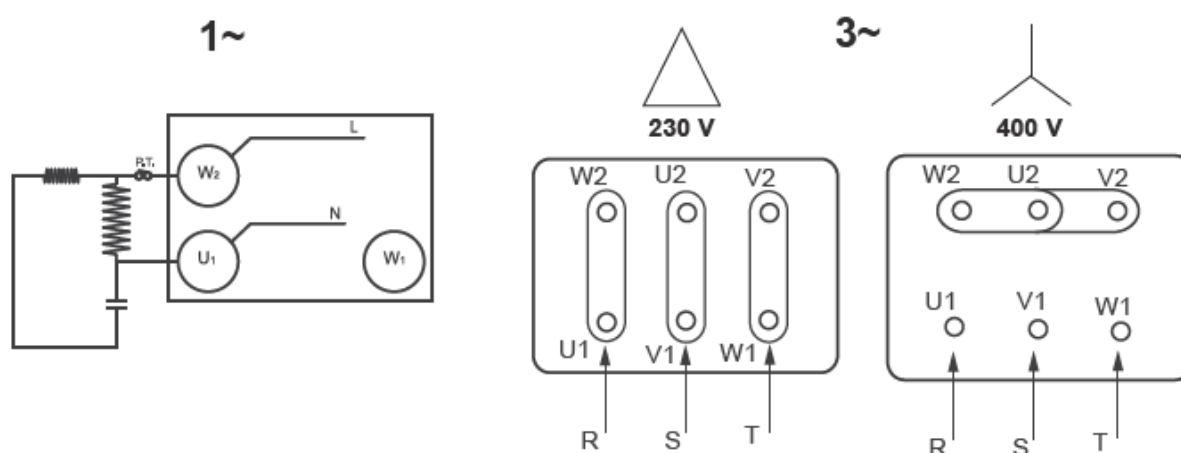 1~
3~
230 V
400 V
P.T.
L
W2
N
U1
W1
W2 U2 V2
U1 V1 W1
R S T
W2 U2 V2
U1 V1 W1
R S T